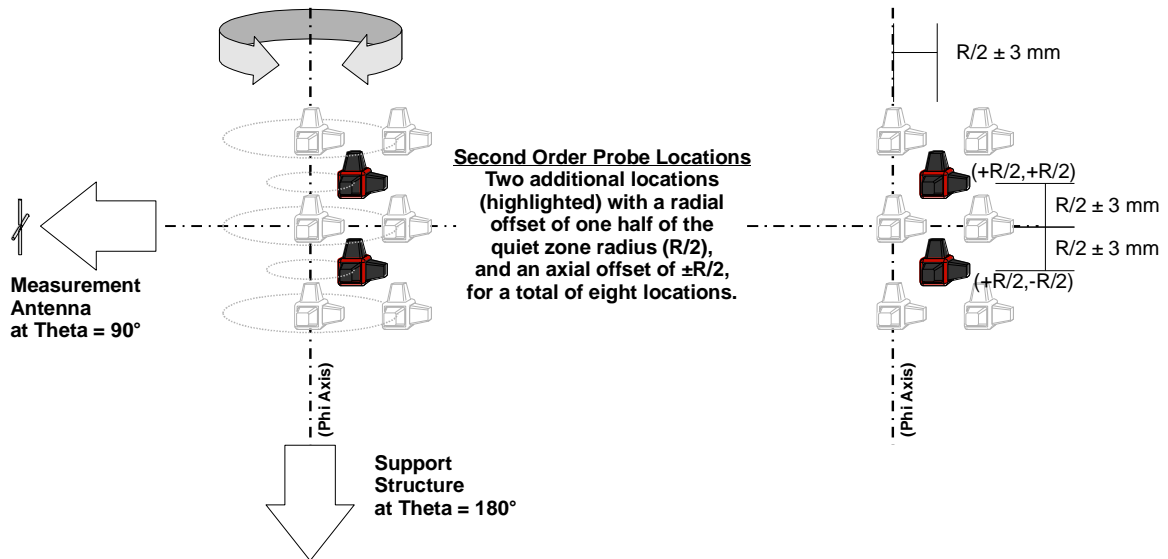 R/2 ± 3 mm
Second Order Probe Locations
Two additional locations
(highlighted) with a radial
offset of one half of the
quiet zone radius (R/2),
and an axial offset of ±R/2,
for a total of eight locations.
(+R/2,+R/2)
R/2 ± 3 mm
R/2 ± 3 mm
(+R/2,-R/2)
Measurement
Antenna
at Theta = 90°
(Phi Axis)
(Phi Axis)
Support
Structure
at Theta = 180°